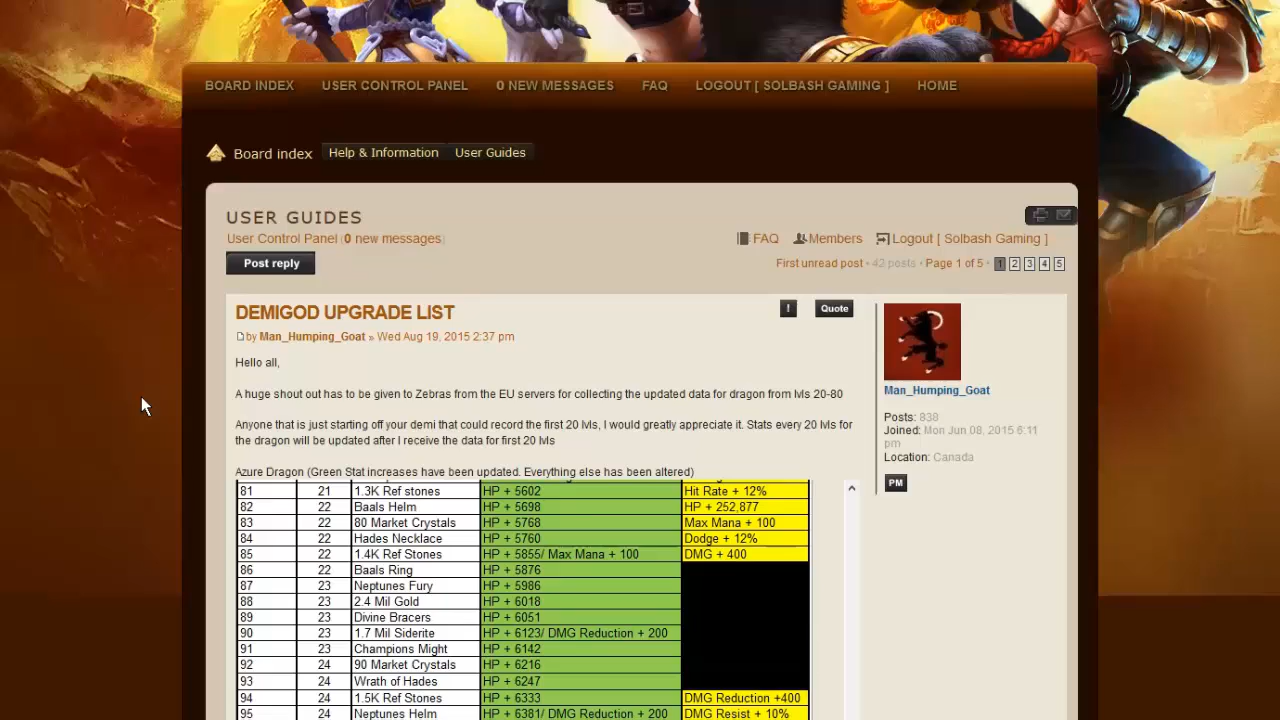 BOARD INDEX USER CONTROL PANEL 0 NEW MESSAGES FAQ LOGOUT [ SOLBASH GAMING ] HOME
Board index Help & Information User Guides
USER GUIDES
User Control Panel (0 new messages)
FAQ Members Logout [ Solbash Gaming ]
Post reply
First unread post • 42 posts • Page 1 of 5 • 1 2 3 4 5
DEMIGOD UPGRADE LIST
! Quote
by Man_Humping_Goat » Wed Aug 19, 2015 2:37 pm
Hello all,
A huge shout out has to be given to Zebras from the EU servers for collecting the updated data for dragon from lvls 20-80
Anyone that is just starting off your demi that could record the first 20 lvls, I would greatly appreciate it. Stats every 20 lvls for
the dragon will be updated after I receive the data for first 20 lvls
Azure Dragon (Green Stat increases have been updated. Everything else has been altered)
81 21 1.3K Ref stones HP + 5602 Hit Rate + 12%
82 22 Baals Helm HP + 5698 HP + 252,877
83 22 80 Market Crystals HP + 5768 Max Mana + 100
84 22 Hades Necklace HP + 5760 Dodge + 12%
85 22 1.4K Ref Stones HP + 5855/ Max Mana + 100 DMG + 400
86 22 Baals Ring HP + 5876
87 23 Neptunes Fury HP + 5986
88 23 2.4 Mil Gold HP + 6018
89 23 Divine Bracers HP + 6051
90 23 1.7 Mil Siderite HP + 6123/ DMG Reduction + 200
91 23 Champions Might HP + 6142
92 24 90 Market Crystals HP + 6216
93 24 Wrath of Hades HP + 6247
94 24 1.5K Ref Stones HP + 6333 DMG Reduction +400
95 24 Neptunes Helm HP + 6381/ DMG Reduction + 200 DMG Resist + 10%
Man_Humping_Goat
Posts: 838
Joined: Mon Jun 08, 2015 6:11
pm
Location: Canada
PM